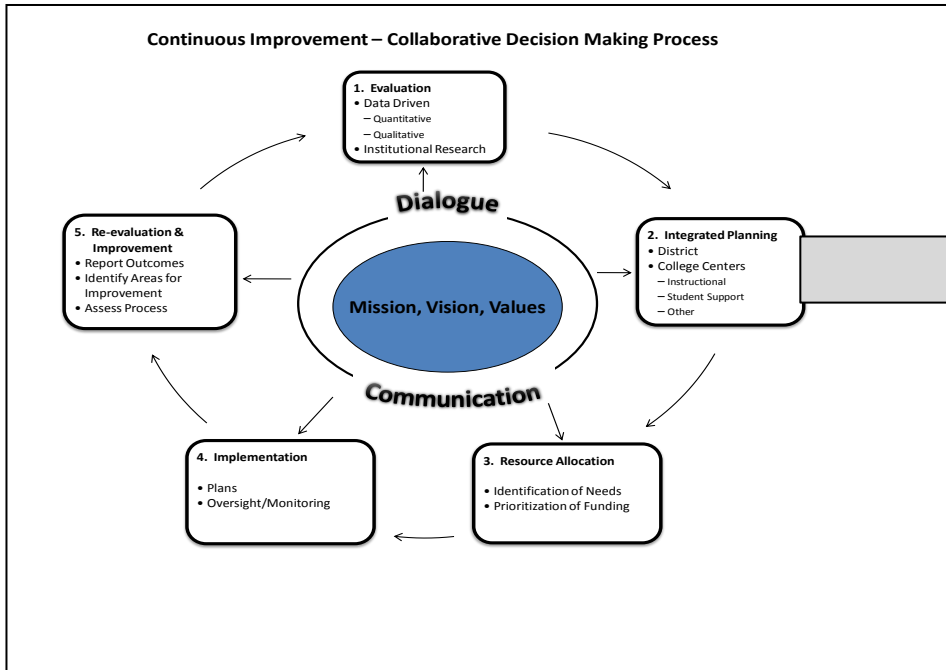 Continuous Improvement – Collaborative Decision Making Process
1. Evaluation
• Data Driven
– Quantitative
– Qualitative
• Institutional Research
Dialogue
5. Re-evaluation &
Improvement
• Report Outcomes
• Identify Areas for
Improvement
• Assess Process
2. Integrated Planning
• District
• College Centers
– Instructional
– Student Support
– Other
Mission, Vision, Values
Communication
4. Implementation
• Plans
• Oversight/Monitoring
3. Resource Allocation
• Identification of Needs
• Prioritization of Funding